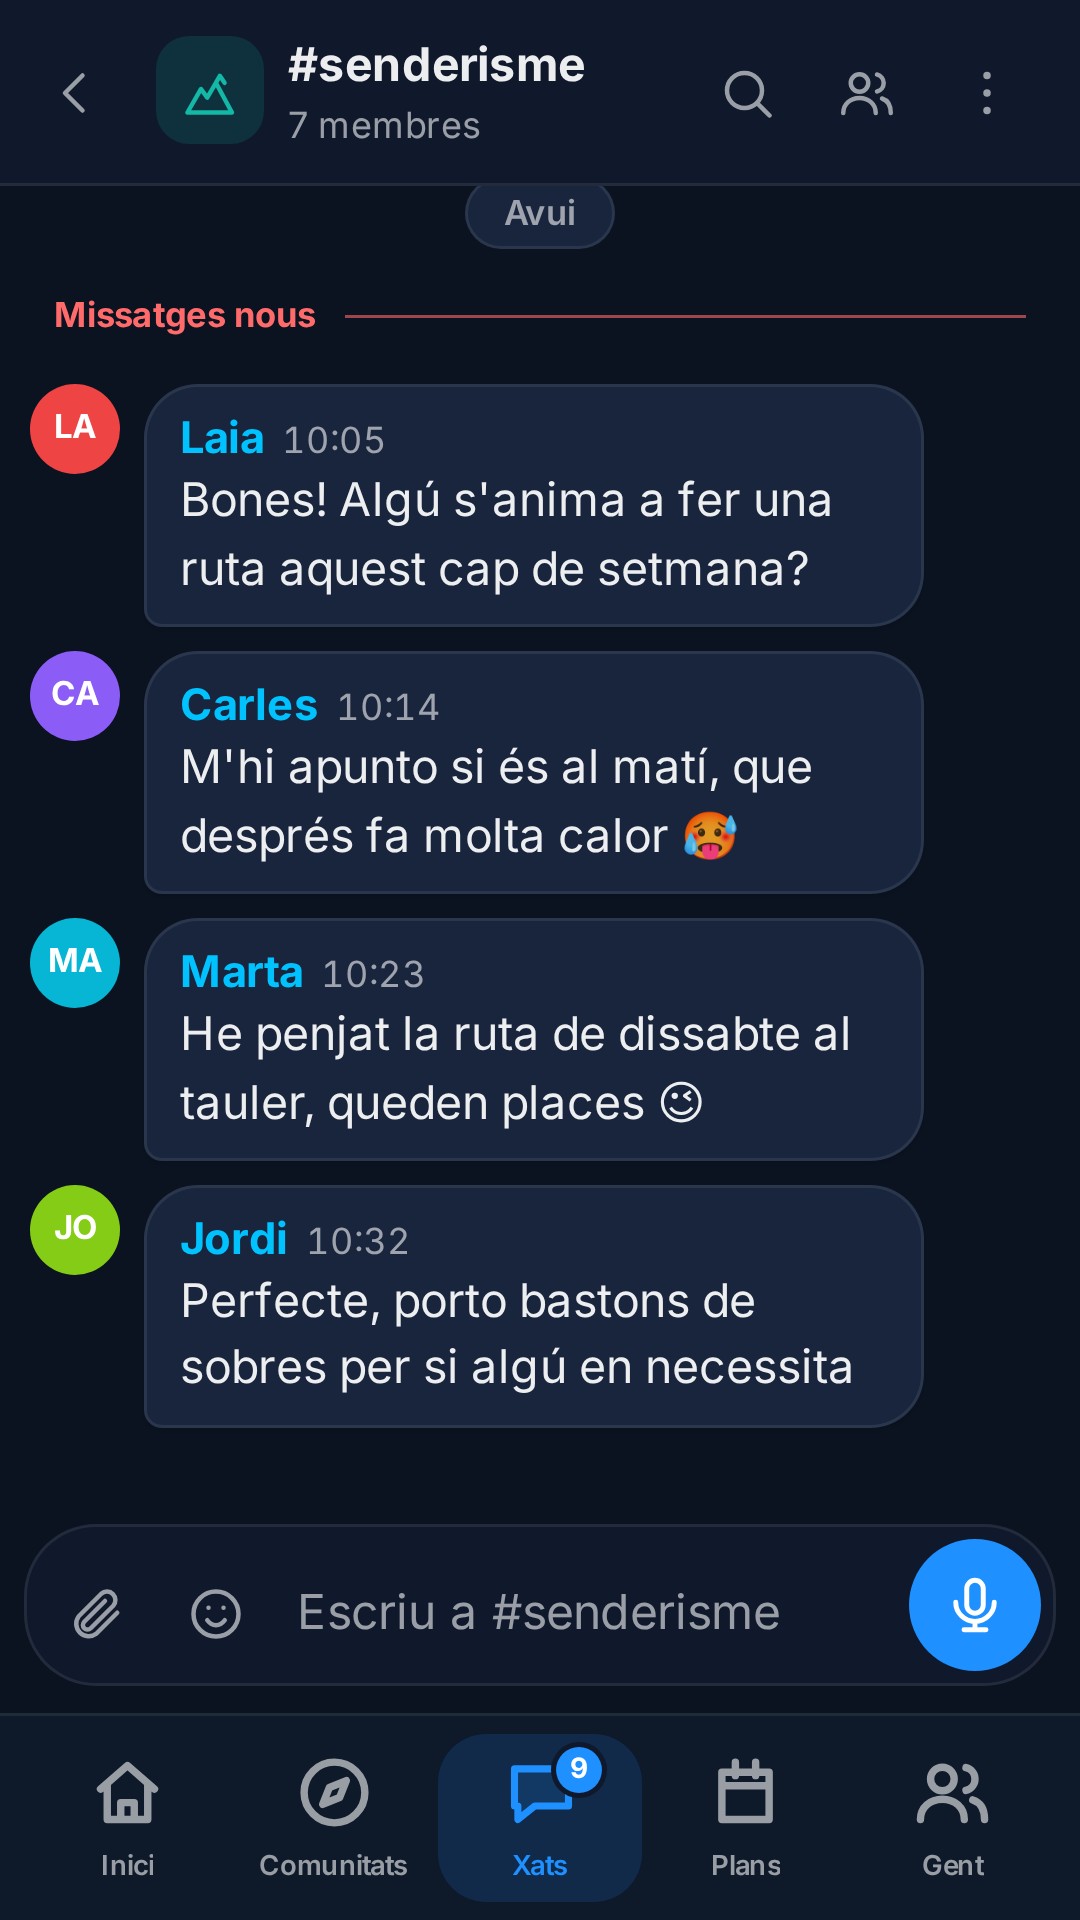 #senderisme
7 membres
Avui
Missatges nous
LA
Laia 10:05
Bones! Algú s'anima a fer una
ruta aquest cap de setmana?
CA
Carles 10:14
M'hi apunto si és al matí, que
després fa molta calor 🥵
MA
Marta 10:23
He penjat la ruta de dissabte al
tauler, queden places 😉
JO
Jordi 10:32
Perfecte, porto bastons de
sobres per si algú en necessita
Escriu a #senderisme
9
Inici
Comunitats
Xats
Plans
Gent